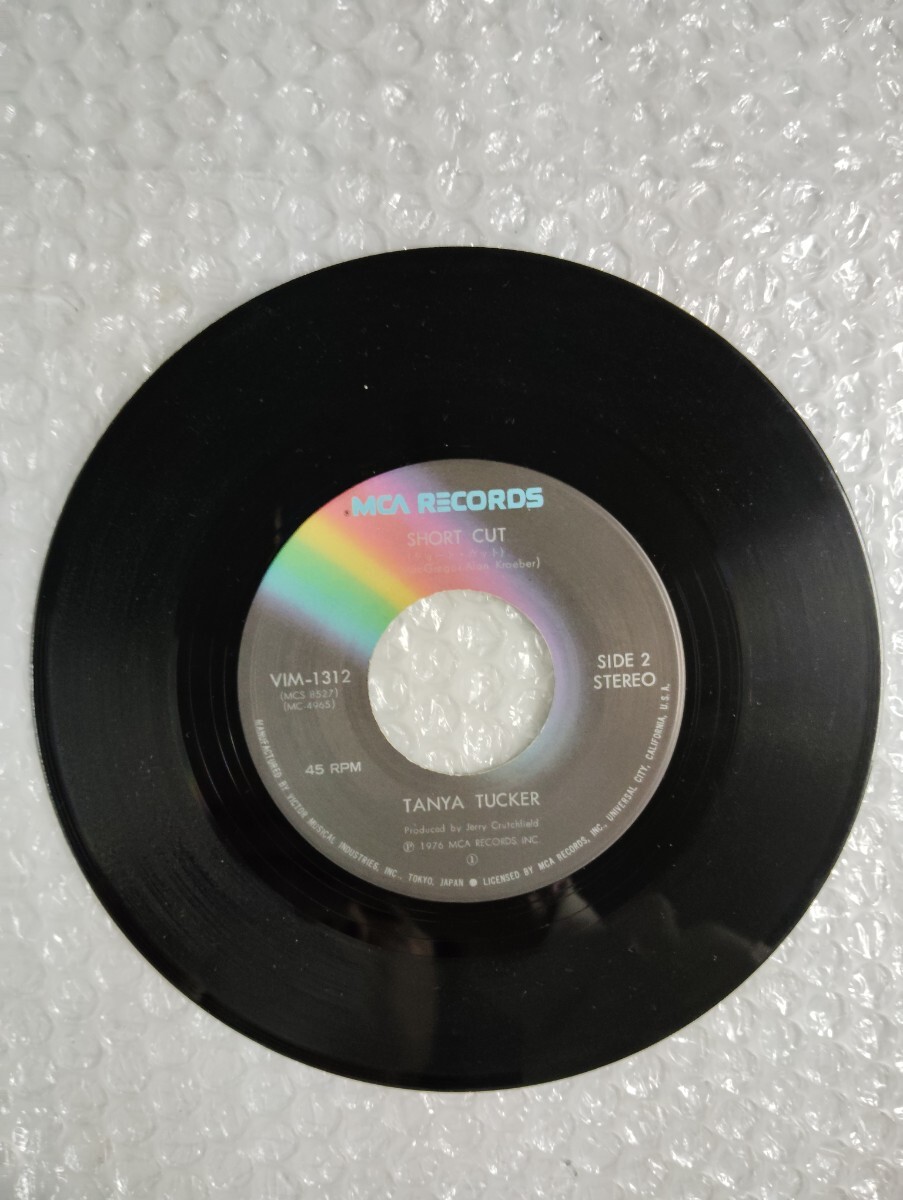 MCA RECORDS
SHORT CUT
Kroeber)
VIM-1312
(MCS 8527)
(MC-4965)
SIDE 2
STEREO
45 RPM
TANYA TUCKER
Produced by Jerry Crutchfield
Ⓟ 1976 MCA RECORDS INC.
①
MANUFACTURED BY VICTOR MUSICAL INDUSTRIES, INC., TOKYO, JAPAN ● LICENSED BY MCA RECORDS, INC, UNIVERSAL CITY, CALIFORNIA, U.S.A.